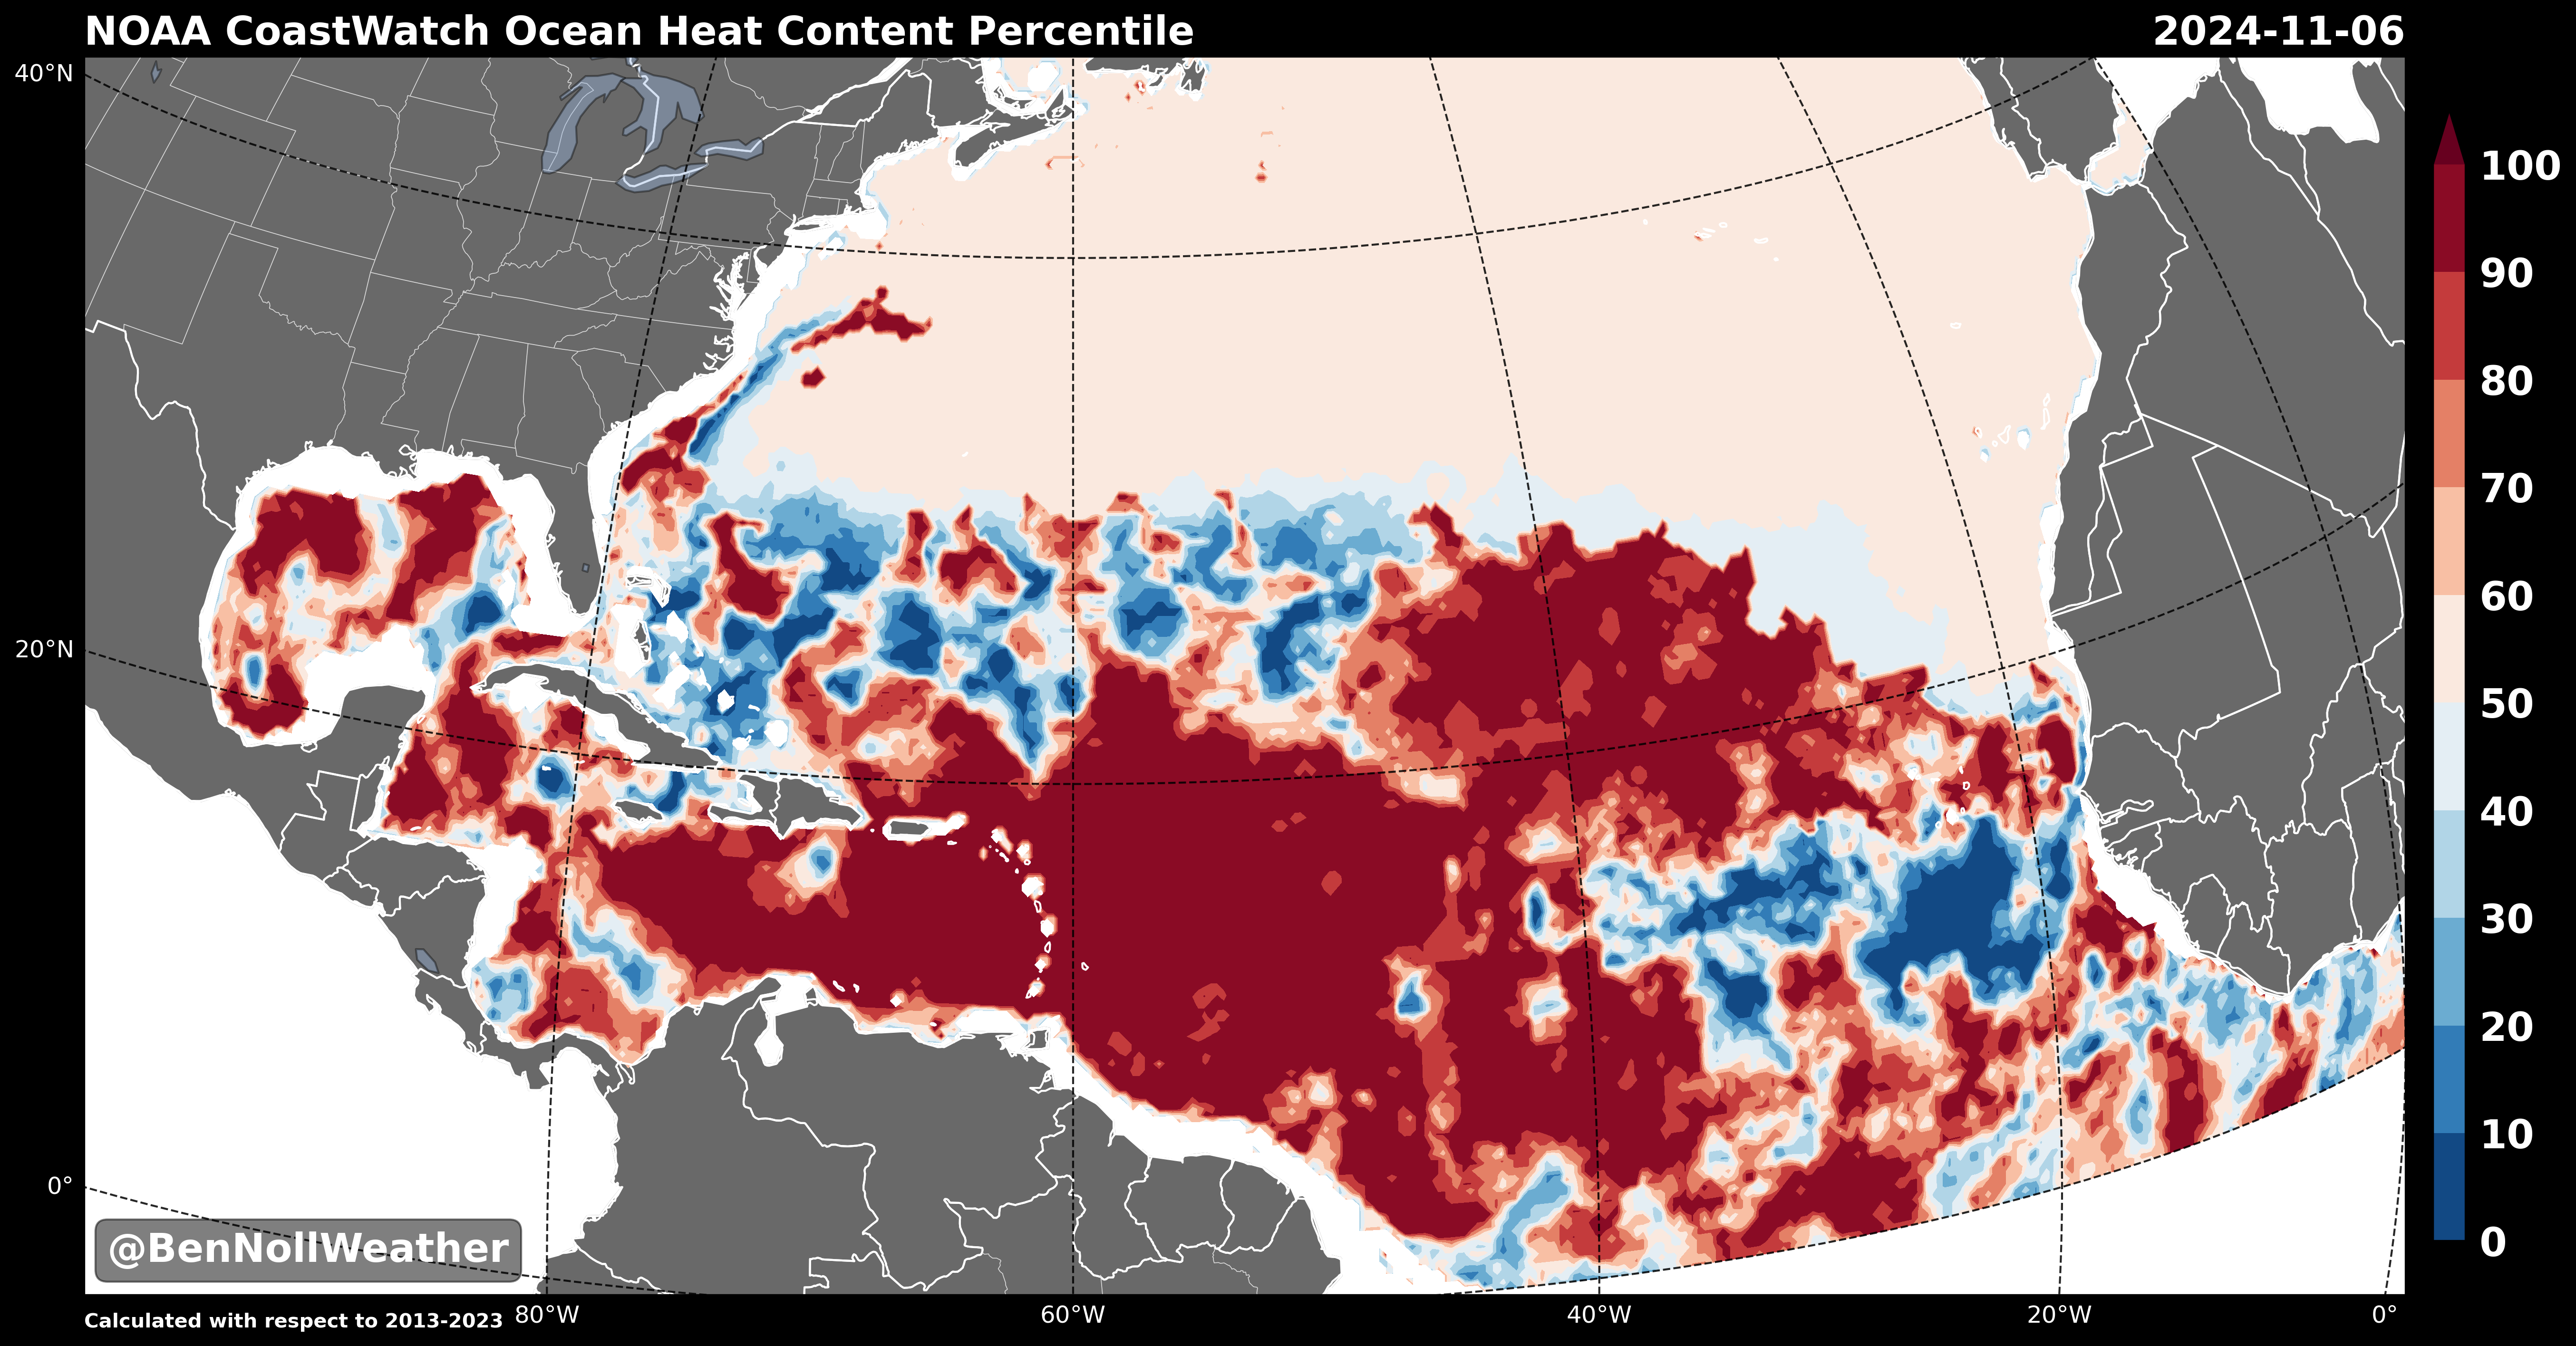 NOAA CoastWatch Ocean Heat Content Percentile 2024-11-06
40°N
100
90
80
70
60
20°N
50
40
30
20
10
0°
0
@BenNollWeather
Calculated with respect to 2013-2023 80°W 60°W 40°W 20°W 0°